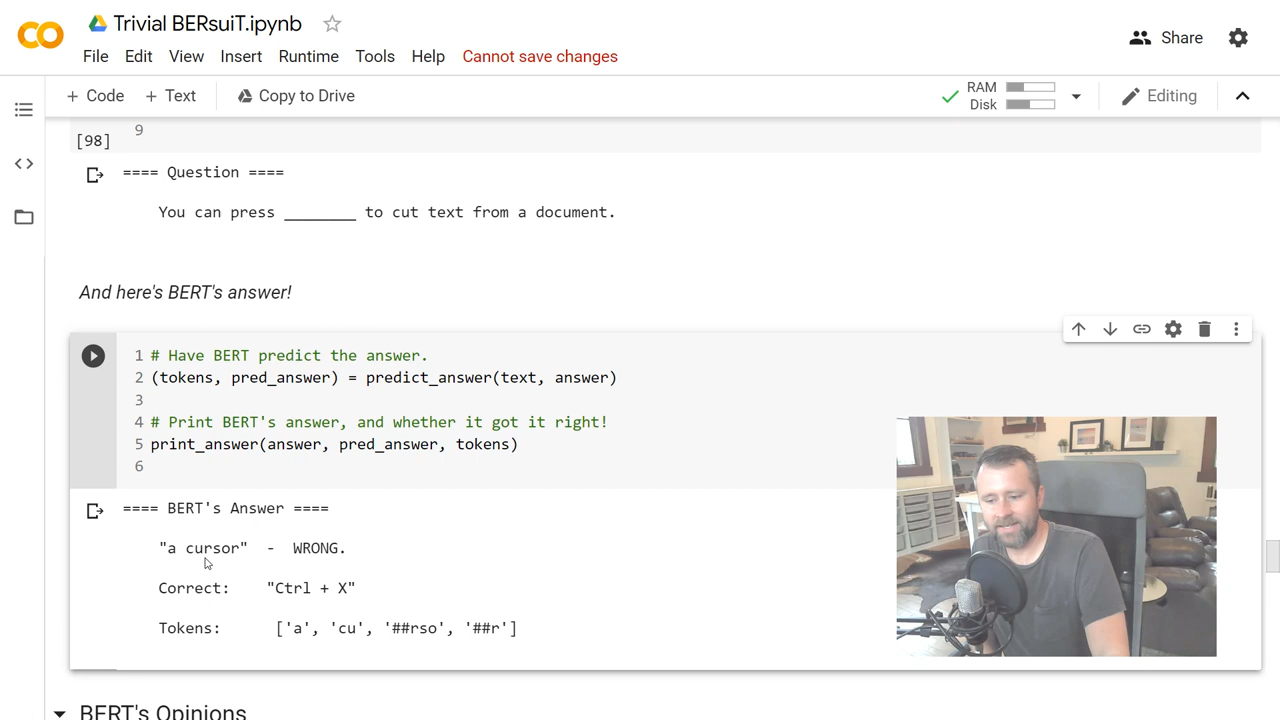 Trivial BERsuiT.ipynb
File Edit View Insert Runtime Tools Help Cannot save changes
Share
+ Code + Text Copy to Drive
RAM
Disk
Editing
9
[98]
==== Question ====
You can press ________ to cut text from a document.
And here's BERT's answer!
1 # Have BERT predict the answer.
2 (tokens, pred_answer) = predict_answer(text, answer)
3
4 # Print BERT's answer, and whether it got it right!
5 print_answer(answer, pred_answer, tokens)
6
==== BERT's Answer ====
"a cursor" - WRONG.
Correct: "Ctrl + X"
Tokens: ['a', 'cu', '##rso', '##r']
BERT's Opinions